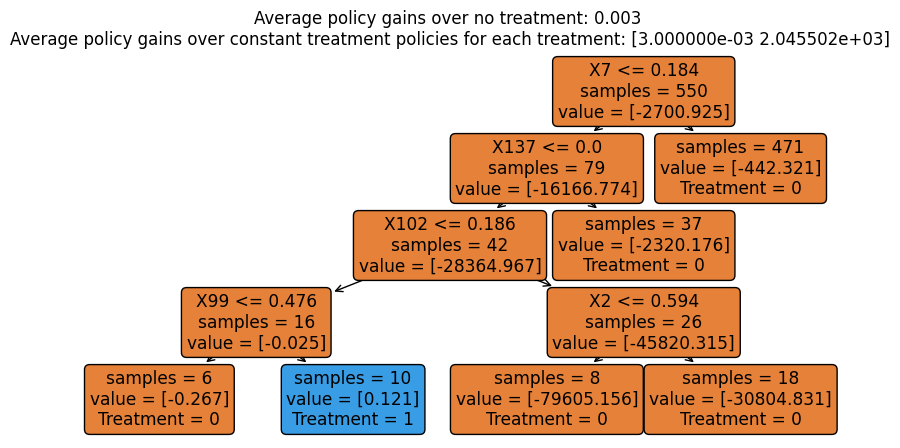 Average policy gains over no treatment: 0.003
Average policy gains over constant treatment policies for each treatment: [3.000000e-03 2.045502e+03]
X7 <= 0.184
samples = 550
value = [-2700.925]
X137 <= 0.0
samples = 79
value = [-16166.774]
samples = 471
value = [-442.321]
Treatment = 0
X102 <= 0.186
samples = 42
value = [-28364.967]
samples = 37
value = [-2320.176]
Treatment = 0
X99 <= 0.476
samples = 16
value = [-0.025]
X2 <= 0.594
samples = 26
value = [-45820.315]
samples = 6
value = [-0.267]
Treatment = 0
samples = 10
value = [0.121]
Treatment = 1
samples = 8
value = [-79605.156]
Treatment = 0
samples = 18
value = [-30804.831]
Treatment = 0